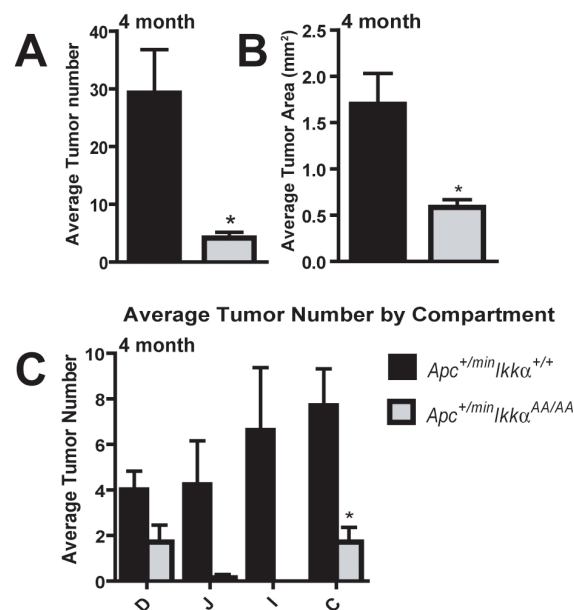 A
4 month
Average Tumor number
40
30
20
10
0
*
B
4 month
Average Tumor Area (mm²)
2.5
2.0
1.5
1.0
0.5
0.0
*
Average Tumor Number by Compartment
C
4 month
Average Tumor Number
10
8
6
4
2
0
*
D
J
I
C
Apc+/minIkkα+/+
Apc+/minIkkαAA/AA